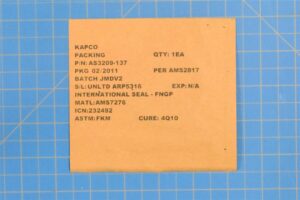 KAPCO
PACKING QTY: 1EA
P/N: AS3209-137
PKG 02/2011 PER AMS2817
BATCH JMDV2
S/L: UNLTD ARP5316 EXP: N/A
INTERNATIONAL SEAL - FNGP
MATL: AMS7276
ICN: 232492
ASTM: FKM CURE: 4Q10